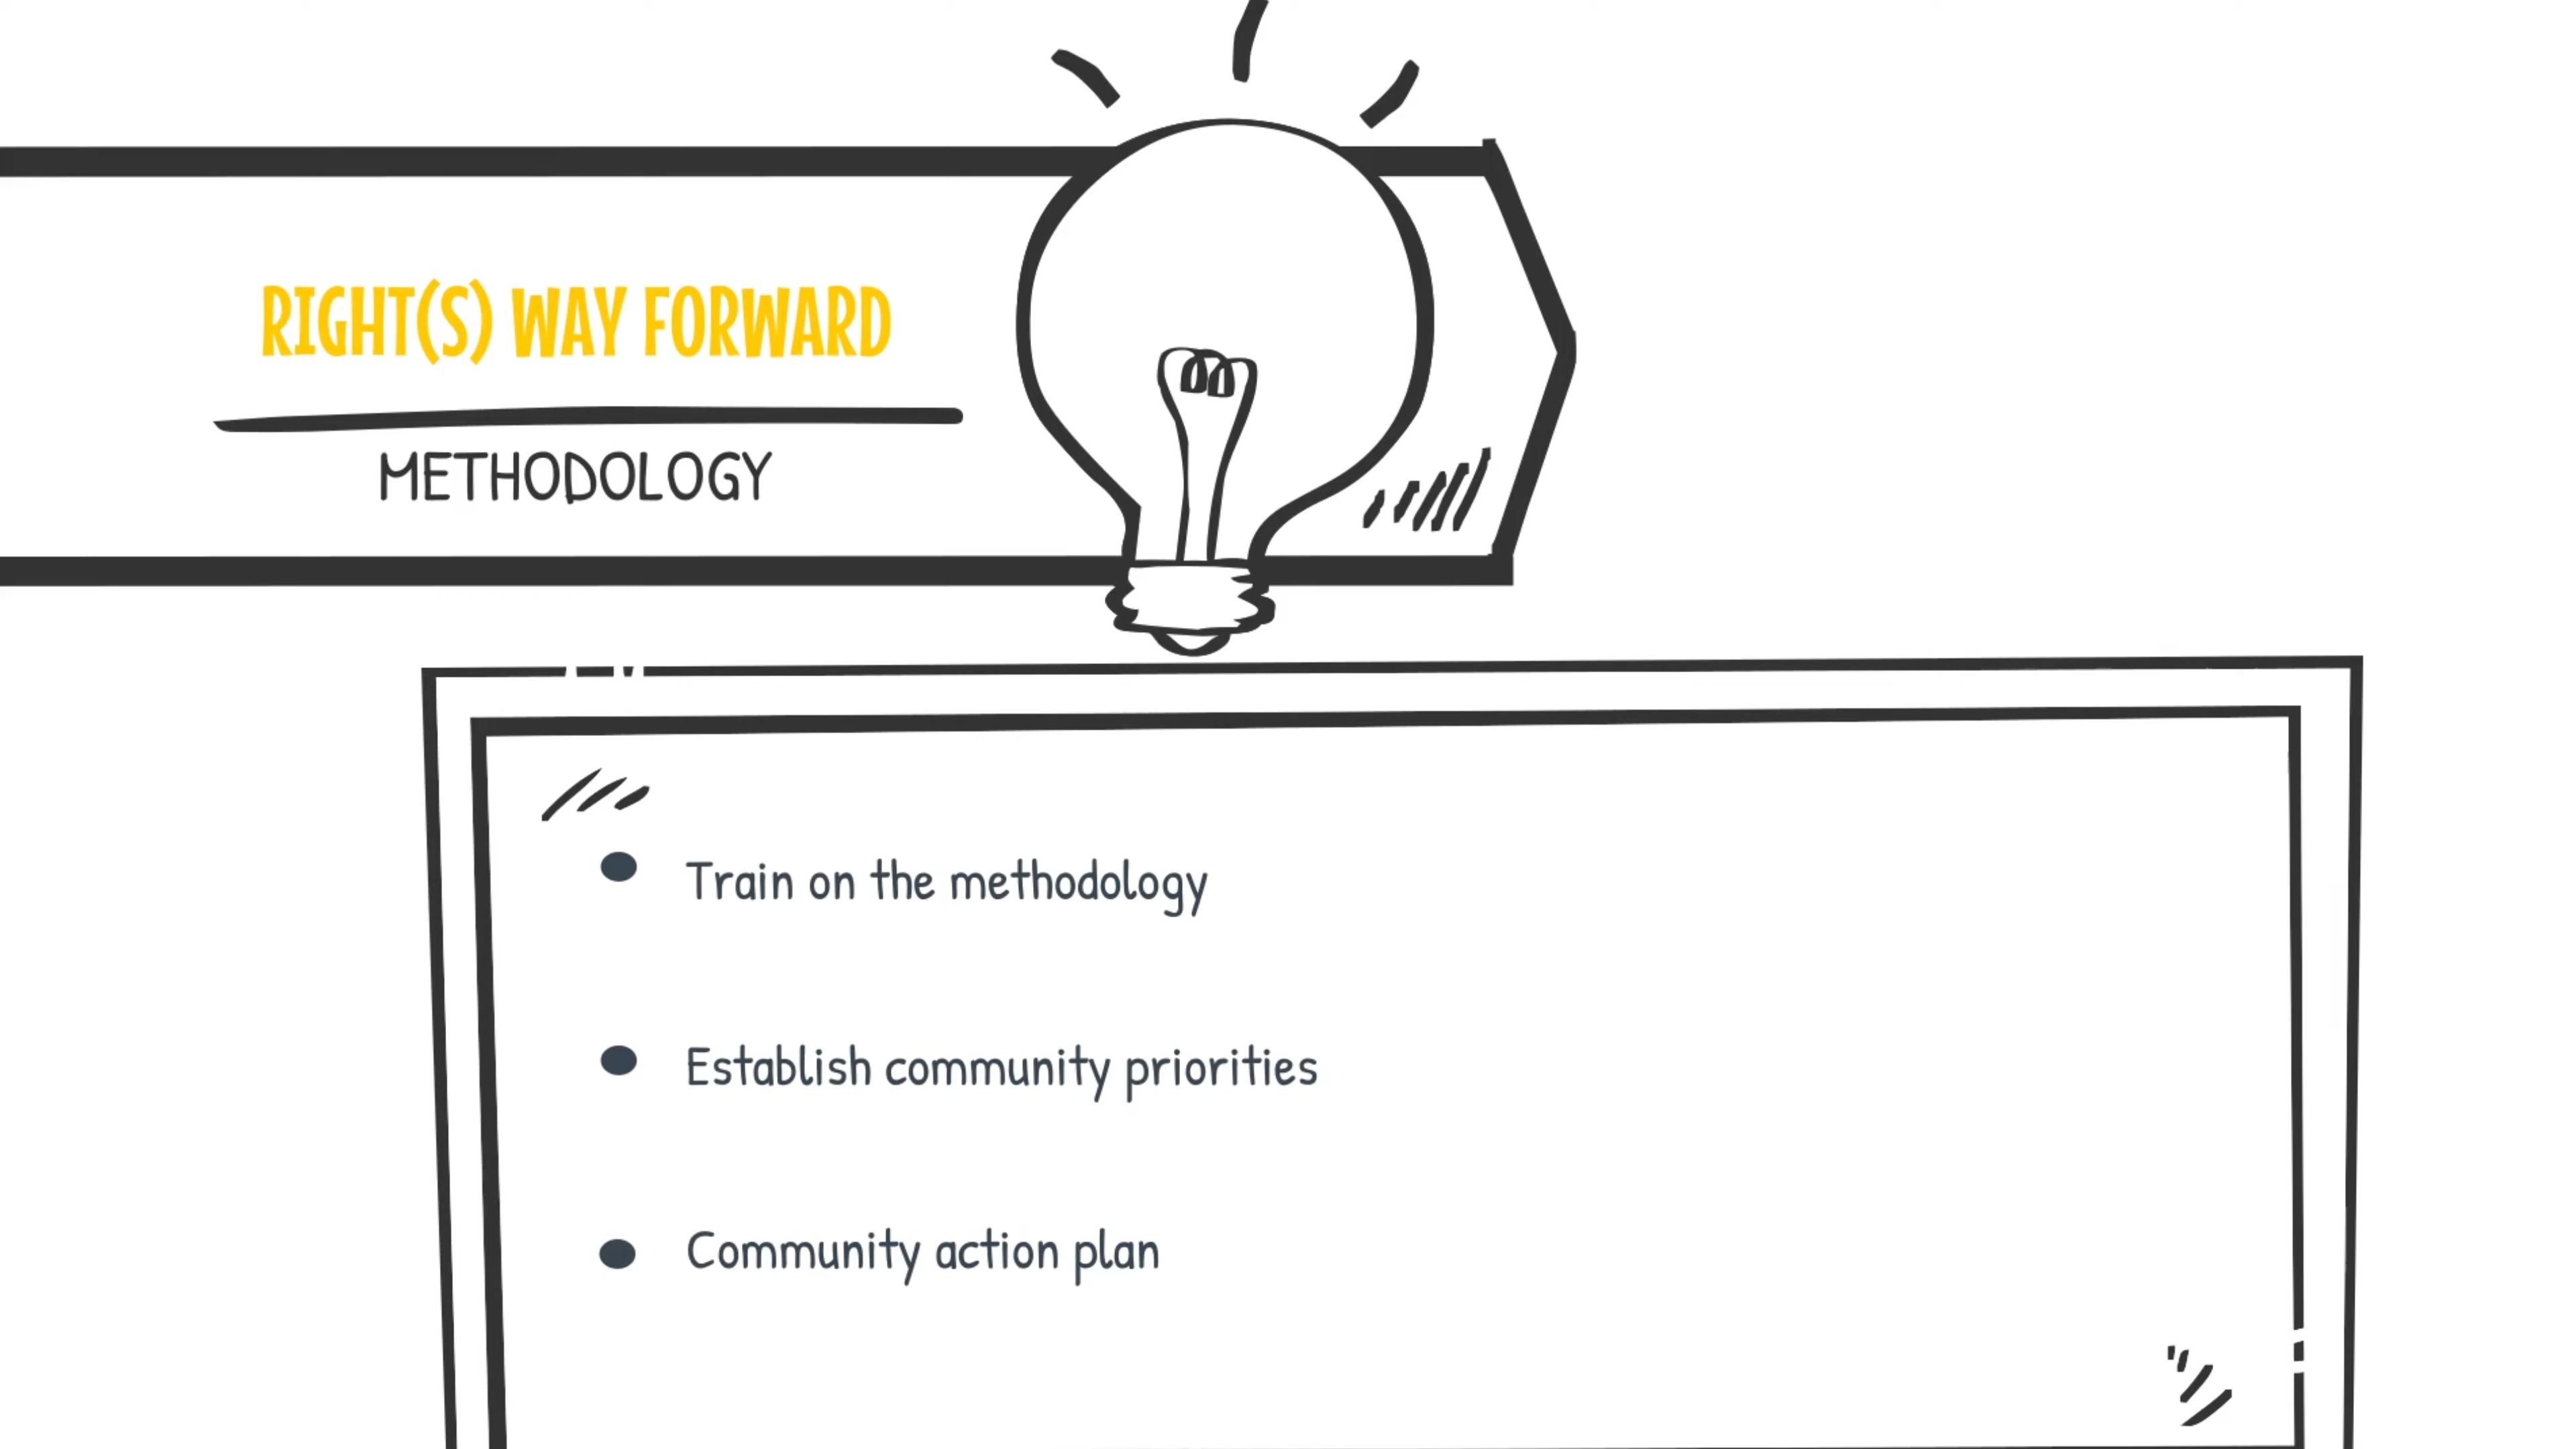 RIGHT(S) WAY FORWARD
METHODOLOGY
Train on the methodology
Establish community priorities
Community action plan